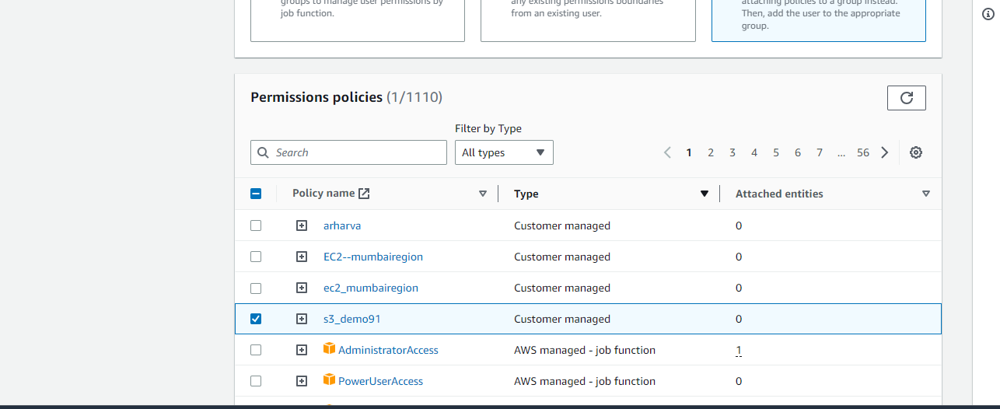 groups to manage user permissions by
job function.
any existing permissions boundaries
from an existing user.
attaching policies to a group instead.
Then, add the user to the appropriate
group.
Permissions policies (1/1110)
Filter by Type
Search
All types
1 2 3 4 5 6 7 ... 56
Policy name Type Attached entities
arharva Customer managed 0
EC2--mumbairegion Customer managed 0
ec2_mumbairegion Customer managed 0
s3_demo91 Customer managed 0
AdministratorAccess AWS managed - job function 1
PowerUserAccess AWS managed - job function 0